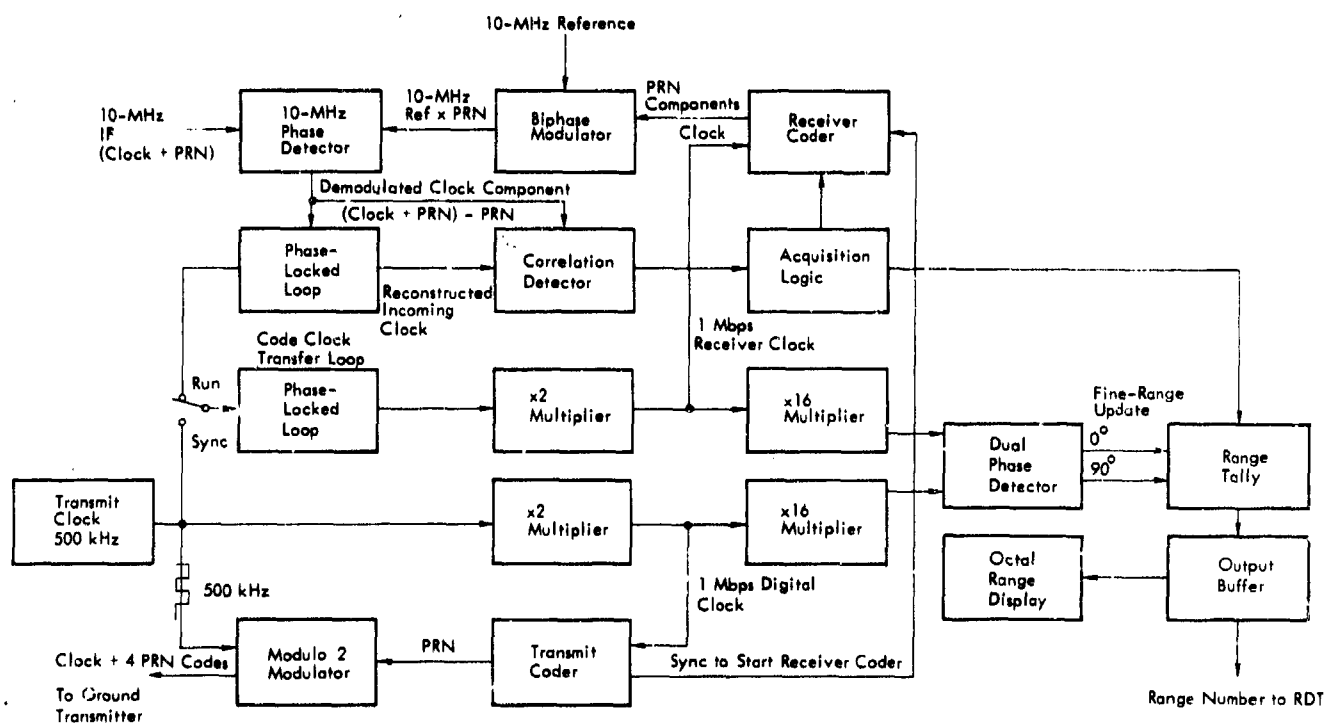 10-MHz Reference
10-MHz
IF
(Clock + PRN)
10-MHz
Phase
Detector
10-MHz
Ref x PRN
Biphase
Modulator
PRN
Components
Clock
Receiver
Coder
Demodulated Clock Component
(Clock + PRN) - PRN
Phase-
Locked
Loop
Reconstructed
Incoming
Clock
Correlation
Detector
Acquisition
Logic
1 Mbps
Receiver Clock
Code Clock
Transfer Loop
Run
Sync
Phase-
Locked
Loop
x2
Multiplier
x16
Multiplier
Fine-Range
Update
0°
90°
Dual
Phase
Detector
Range
Tally
Transmit
Clock
500 kHz
x2
Multiplier
x16
Multiplier
500 kHz
1 Mbps Digital
Clock
Octal
Range
Display
Output
Buffer
Clock + 4 PRN Codes
To Ground
Transmitter
Modulo 2
Modulator
PRN
Transmit
Coder
Sync to Start Receiver Coder
Range Number to RDT